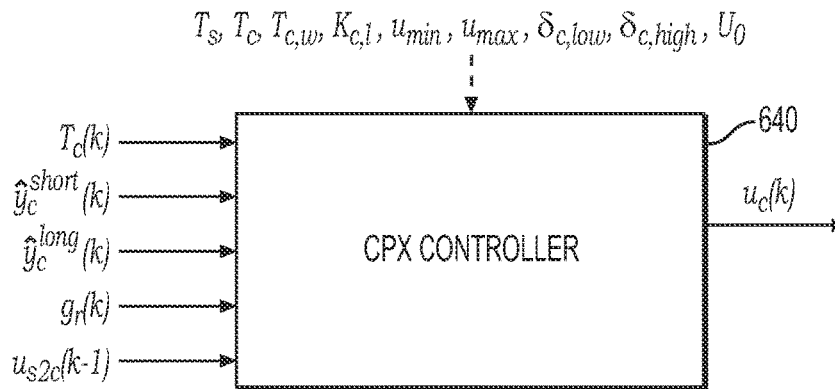 T_s, T_c, T_{c,w}, K_{c,l}, u_{min}, u_{max}, δ_{c,low}, δ_{c,high}, U_0
640
T_c(k)
ŷ_c^{short}(k)
u_c(k)
ŷ_c^{long}(k)
CPX CONTROLLER
g_r(k)
u_{s2c}(k-1)